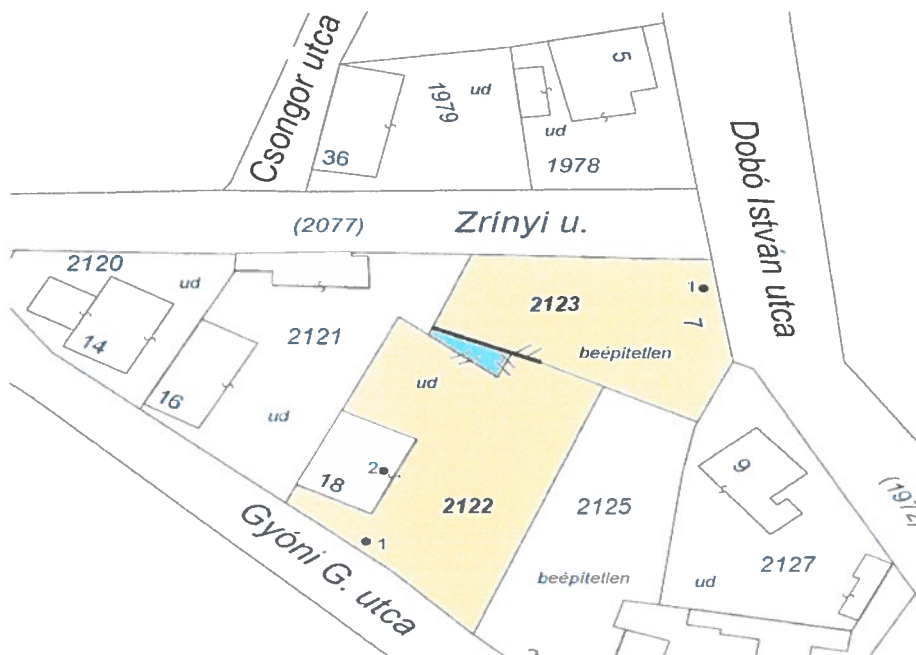 Csongor utca
1979
ud
5
36
ud
1978
Dobó István utca
(2077)
Zrínyi u.
2120
ud
2123
1
7
14
2121
beépítetlen
16
ud
ud
9
2
18
2122
2125
(1972)
Gyóni G. utca
1
beépítetlen
ud
2127